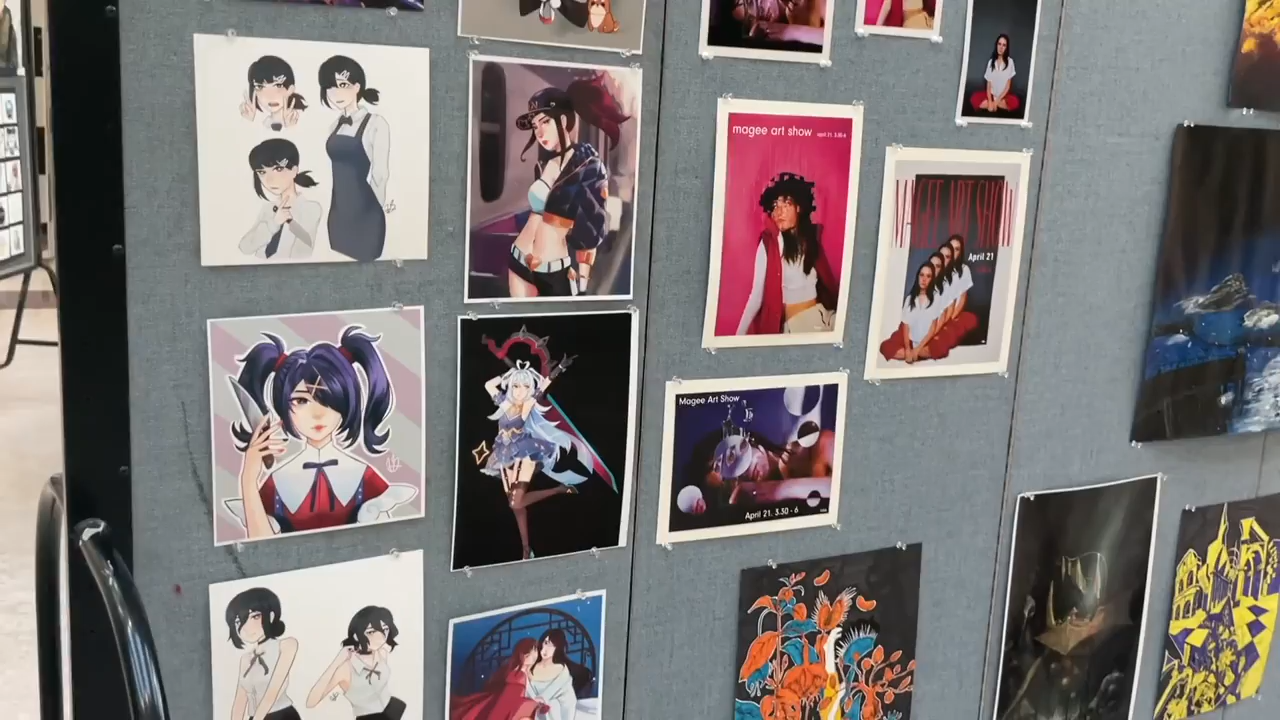 magee art show
april 21, 3.30-6
MAGEE ART SHOW
April 21
Magee Art Show
April 21. 3.30 - 6